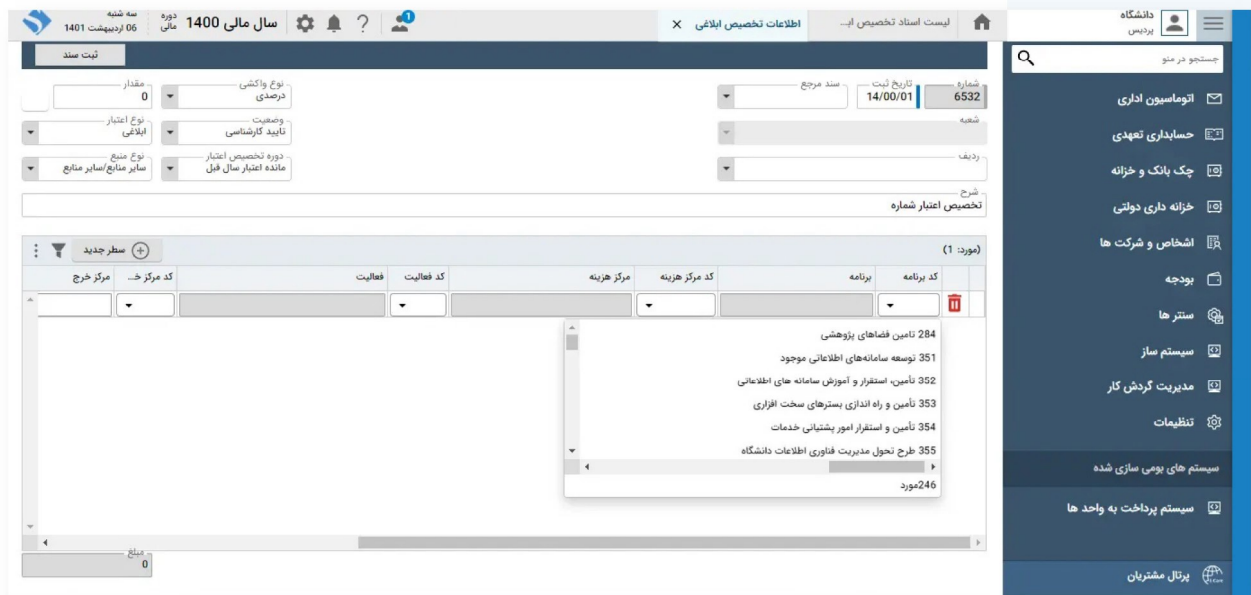 دانشگاه
پردیس
لیست اسناد تخصیص ابـ...
اطلاعات تخصیص ابلاغی
1
سال مالی 1400
دوره مالی
سه شنبه
06 اردیبهشت 1401
جستجو در منو
اتوماسیون اداری
حسابداری تعهدی
چک بانک و خزانه
خزانه داری دولتی
اشخاص و شرکت ها
بودجه
سنتر ها
سیستم ساز
مدیریت گردش کار
تنظیمات
سیستم های بومی سازی شده
سیستم پرداخت به واحد ها
پرتال مشتریان
ثبت سند
شماره
6532
تاریخ ثبت
14/00/01
سند مرجع
نوع واکشی
درصدی
مقدار
0
شعبه
وضعیت
تایید کارشناسی
نوع اعتبار
ابلاغی
ردیف
دوره تخصیص اعتبار
مانده اعتبار سال قبل
نوع منبع
سایر منابع/سایر منابع
شرح
تخصیص اعتبار شماره
(مورد: 1)
سطر جدید
کد برنامه
برنامه
کد مرکز هزینه
مرکز هزینه
کد فعالیت
فعالیت
کد مرکز خـ...
مرکز خرج
284 تامین فضاهای پژوهشی
351 توسعه سامانه‌های اطلاعاتی موجود
352 تأمین، استقرار و آموزش سامانه های اطلاعاتی
353 تأمین و راه اندازی بسترهای سخت افزاری
354 تأمین و استقرار امور پشتیانی خدمات
355 طرح تحول مدیریت فناوری اطلاعات دانشگاه
246مورد
مبلغ
0